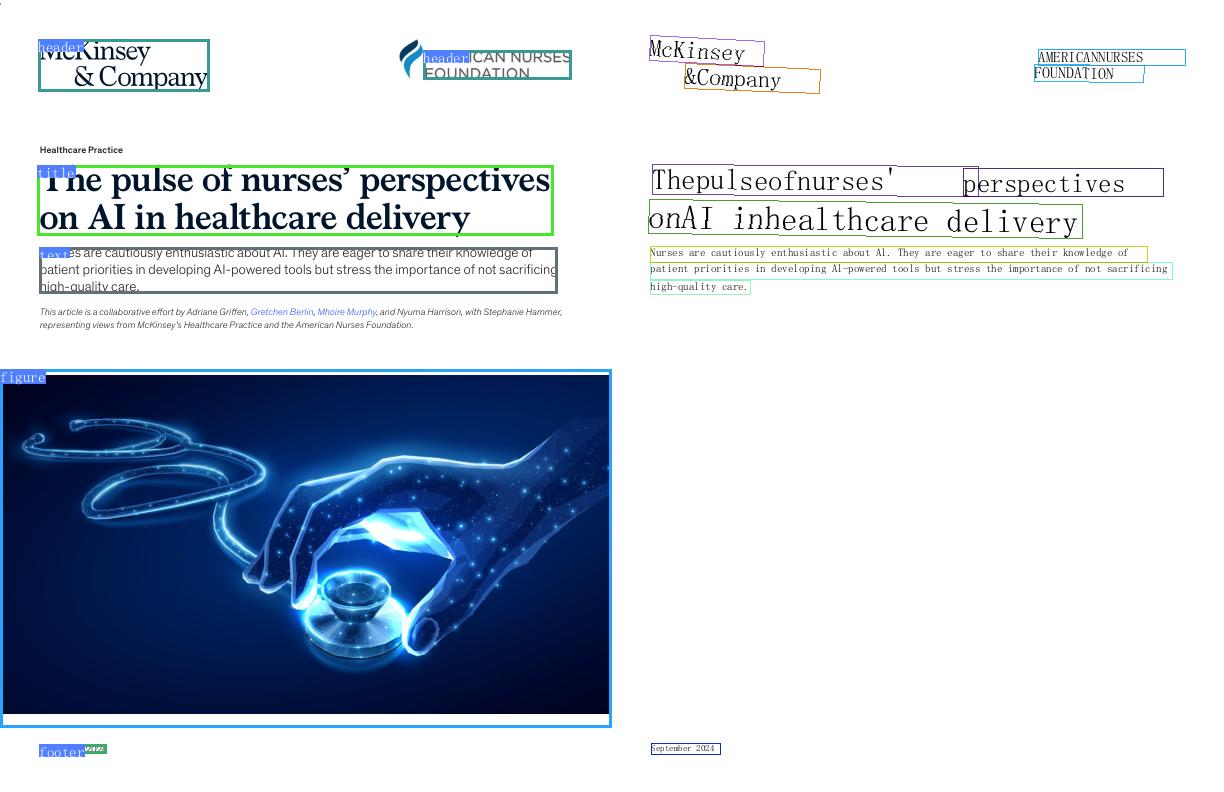 header
McKinsey
& Company
header
ICAN NURSES
FOUNDATION
Healthcare Practice
title
The pulse of nurses’ perspectives
on AI in healthcare delivery
text
es are cautiously enthusiastic about AI. They are eager to share their knowledge of
patient priorities in developing AI-powered tools but stress the importance of not sacrificing
high-quality care.
This article is a collaborative effort by Adriane Griffen, Gretchen Berlin, Mhoire Murphy, and Nyuma Harrison, with Stephanie Hammer,
representing views from McKinsey’s Healthcare Practice and the American Nurses Foundation.
figure
footer
McKinsey
&Company
AMERICANNURSES
FOUNDATION
Thepulseofnurses' perspectives
onAI inhealthcare delivery
Nurses are cautiously enthusiastic about AI. They are eager to share their knowledge of
patient priorities in developing AI-powered tools but stress the importance of not sacrificing
high-quality care.
September 2024